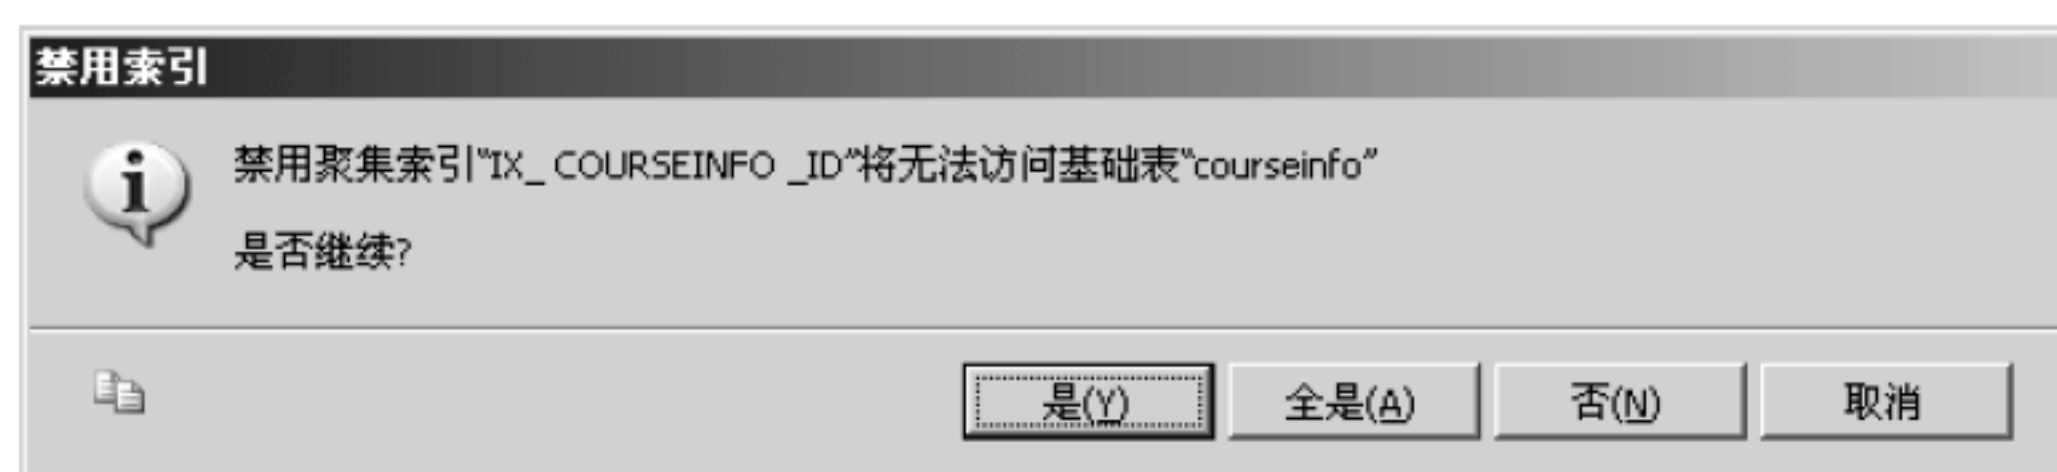 禁用索引
禁用聚集索引"IX_ COURSEINFO _ID"将无法访问基础表"courseinfo"
是否继续?
是(Y) 全是(A) 否(N) 取消